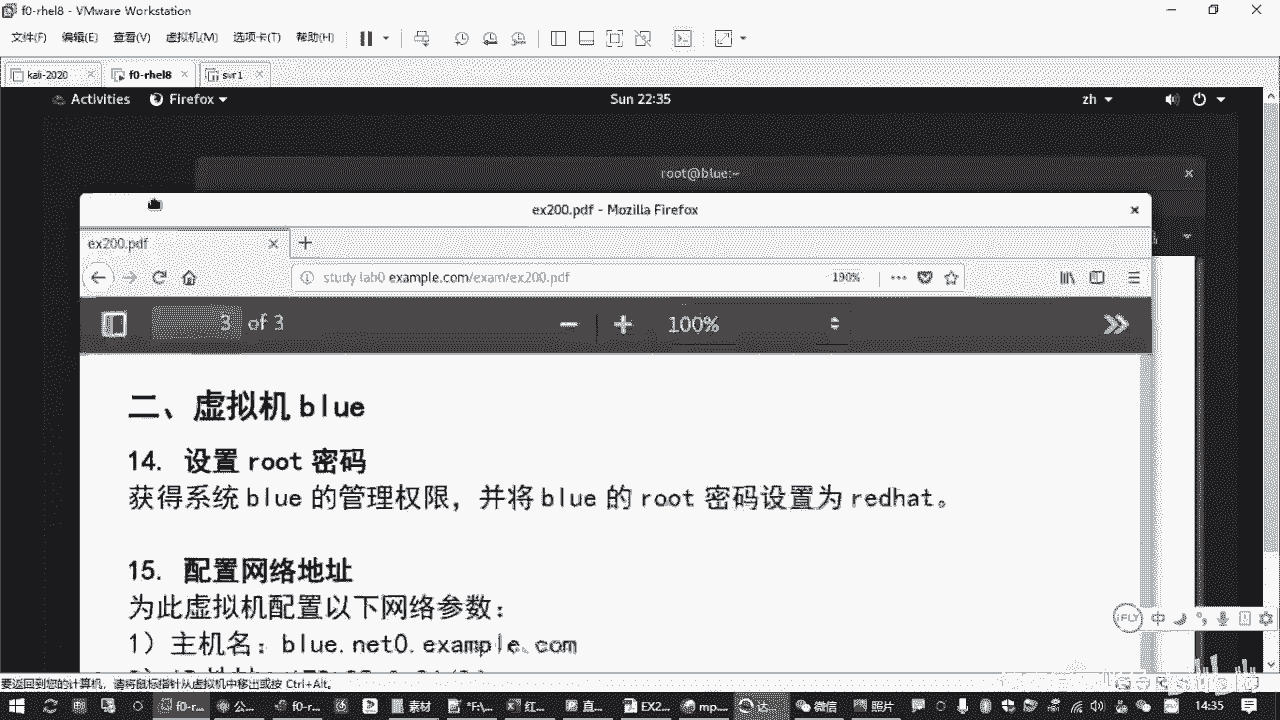 f0-rhel8 - VMware Workstation
文件(F) 编辑(E) 查看(V) 虚拟机(M) 选项卡(T) 帮助(H)
kali-2020 f0-rhel8 svr1
Activities Firefox Sun 22:35 zh
root@blue:~
ex200.pdf - Mozilla Firefox
ex200.pdf
study.lab0.example.com/exam/ex200.pdf 190%
3 of 3 100%
二、虚拟机 blue
14. 设置 root 密码
获得系统 blue 的管理权限，并将 blue 的 root 密码设置为 redhat。
15. 配置网络地址
为此虚拟机配置以下网络参数：
1）主机名：blue.net0.example.com
iFLY 中
要返回到您的计算机，请将鼠标指针从虚拟机中移出或按 Ctrl+Alt。
f0-r... 公... f0-r... 素材 "F:\... 红... 直... EX2... mp... 达... 微信 照片 14:35